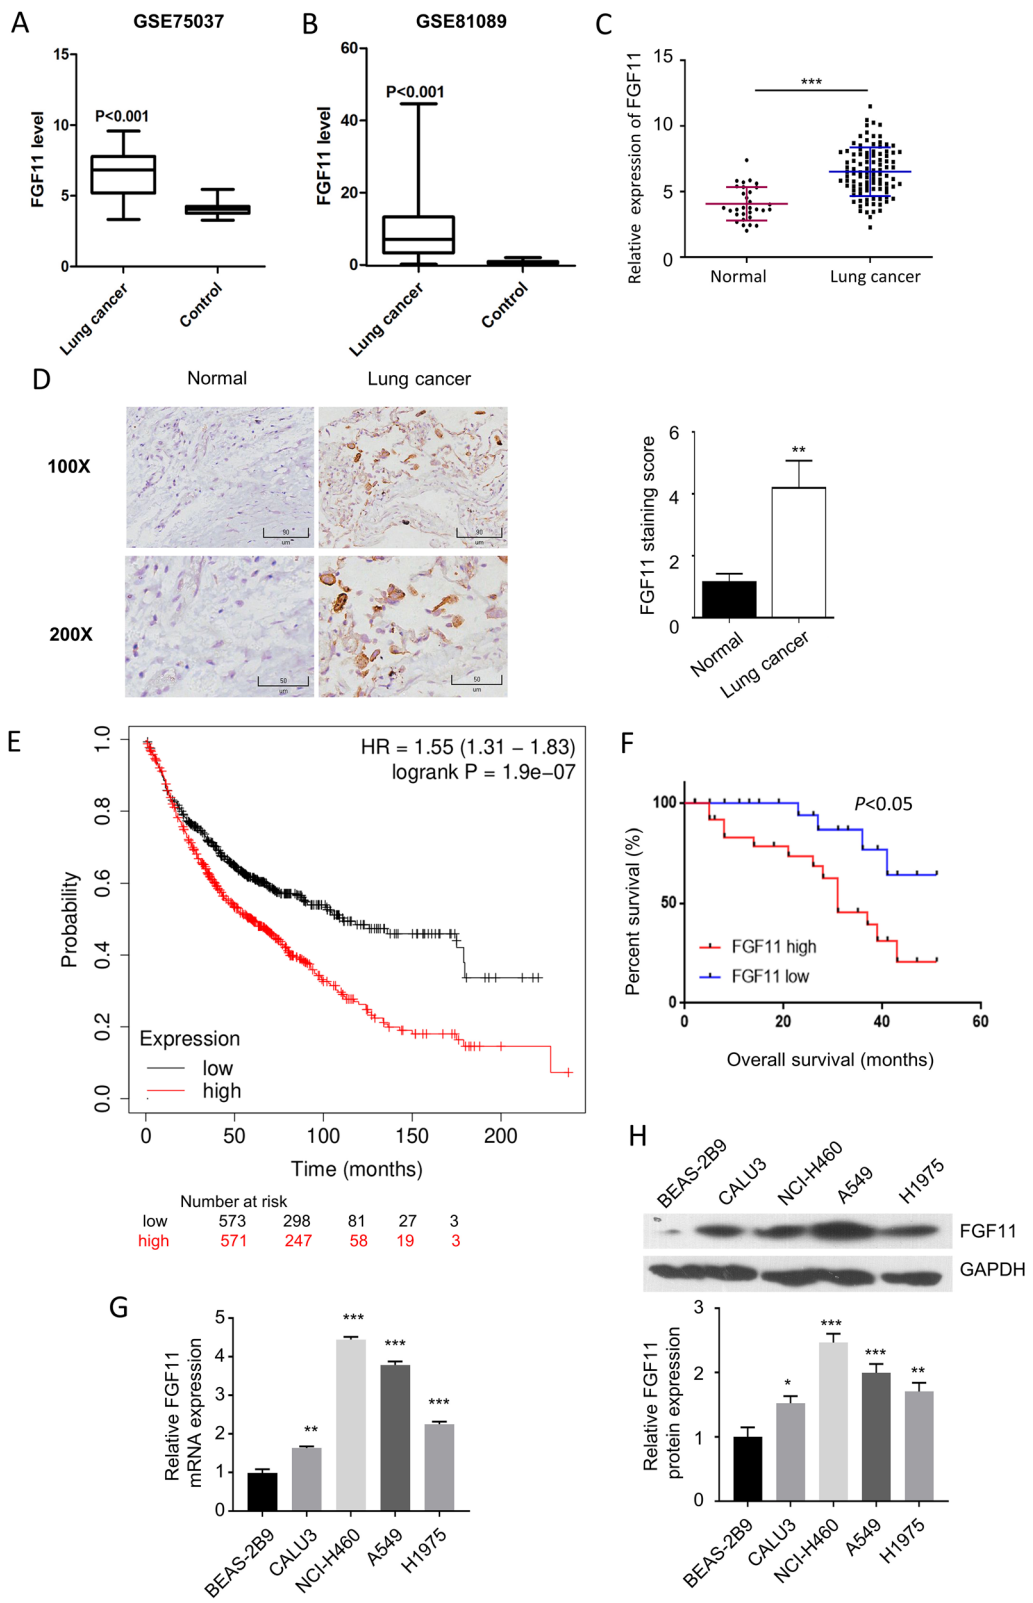 A
GSE75037
FGF11 level
15
10
5
0
P<0.001
Lung cancer
Control
B
GSE81089
FGF11 level
60
40
20
0
P<0.001
Lung cancer
Control
C
Relative expression of FGF11
15
10
5
0
***
Normal
Lung cancer
D
Normal
Lung cancer
100X
90
um
90
um
200X
50
um
50
um
FGF11 staining score
6
4
2
0
**
Normal
Lung cancer
E
Probability
1.0
0.8
0.6
0.4
0.2
0.0
HR = 1.55 (1.31 − 1.83)
logrank P = 1.9e−07
Expression
low
high
0
50
100
150
200
Time (months)
Number at risk
low 573 298 81 27 3
high 571 247 58 19 3
F
Percent survival (%)
100
50
0
P<0.05
FGF11 high
FGF11 low
0
20
40
60
Overall survival (months)
G
Relative FGF11
mRNA expression
5
4
3
2
1
0
**
***
***
***
BEAS-2B9
CALU3
NCI-H460
A549
H1975
H
BEAS-2B9
CALU3
NCI-H460
A549
H1975
FGF11
GAPDH
Relative FGF11
protein expression
3
2
1
0
*
***
***
**
BEAS-2B9
CALU3
NCI-H460
A549
H1975